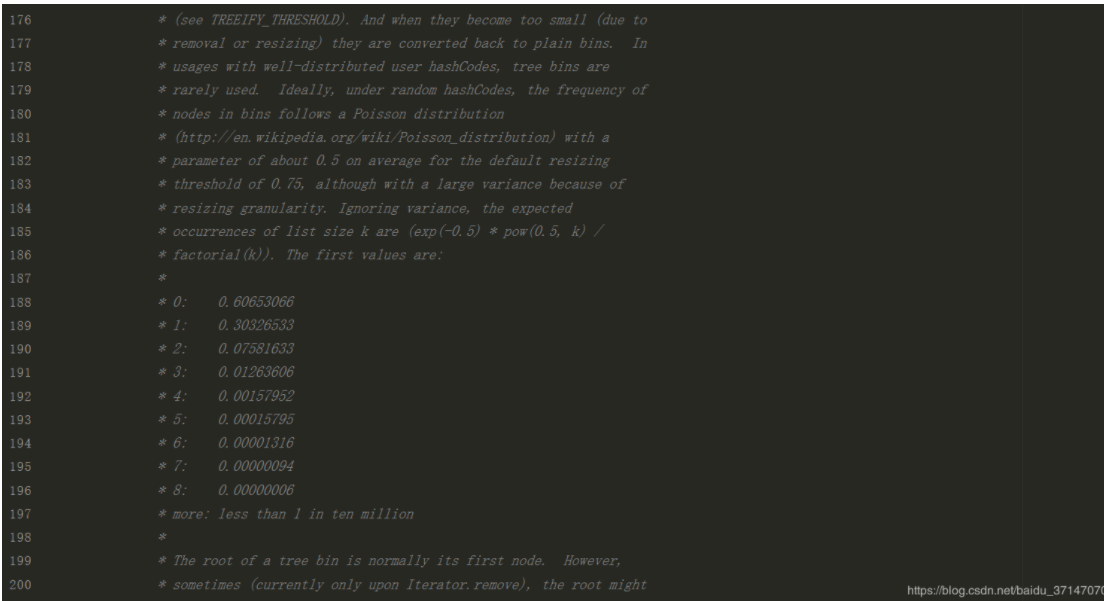 176 * (see TREEIFY_THRESHOLD). And when they become too small (due to
177 * removal or resizing) they are converted back to plain bins. In
178 * usages with well-distributed user hashCodes, tree bins are
179 * rarely used. Ideally, under random hashCodes, the frequency of
180 * nodes in bins follows a Poisson distribution
181 * (http://en.wikipedia.org/wiki/Poisson_distribution) with a
182 * parameter of about 0.5 on average for the default resizing
183 * threshold of 0.75, although with a large variance because of
184 * resizing granularity. Ignoring variance, the expected
185 * occurrences of list size k are (exp(-0.5) * pow(0.5, k) /
186 * factorial(k)). The first values are:
187 *
188 * 0: 0.60653066
189 * 1: 0.30326533
190 * 2: 0.07581633
191 * 3: 0.01263606
192 * 4: 0.00157952
193 * 5: 0.00015795
194 * 6: 0.00001316
195 * 7: 0.00000094
196 * 8: 0.00000006
197 * more: less than 1 in ten million
198 *
199 * The root of a tree bin is normally its first node. However,
200 * sometimes (currently only upon Iterator.remove), the root might
https://blog.csdn.net/baidu_37147070